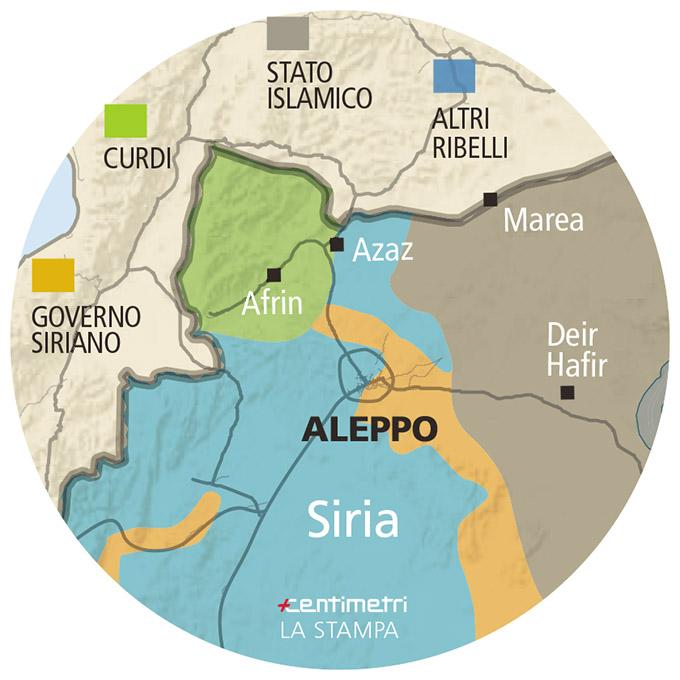 STATO
ISLAMICO
ALTRI
RIBELLI
CURDI
Marea
Azaz
GOVERNO
SIRIANO
Afrin
Deir
Hafir
ALEPPO
Siria
centimetri
LA STAMPA